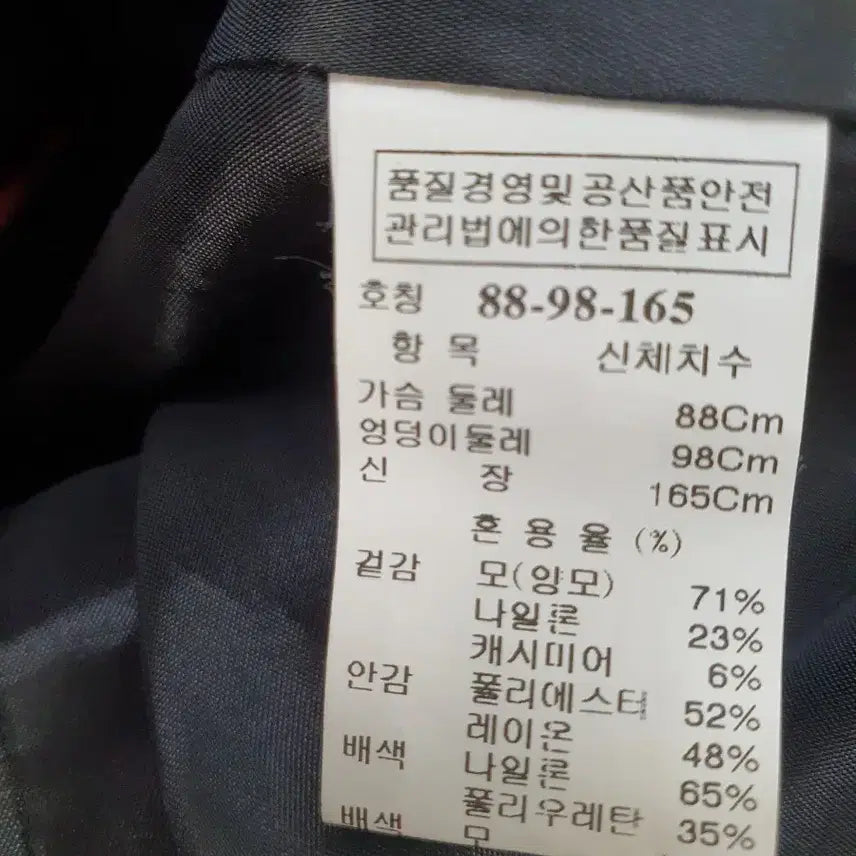 품질경영및 공산품안전
관리법에의한품질표시
호칭 88-98-165
항 목 신체치수
가슴 둘레 88Cm
엉덩이둘레 98Cm
신 장 165Cm
혼 용 율 (%)
겉감 모(양모) 71%
나일론 23%
캐시미어 6%
안감 폴리에스터 52%
레이온 48%
배색 나일론 65%
폴리우레탄 35%
배색 모